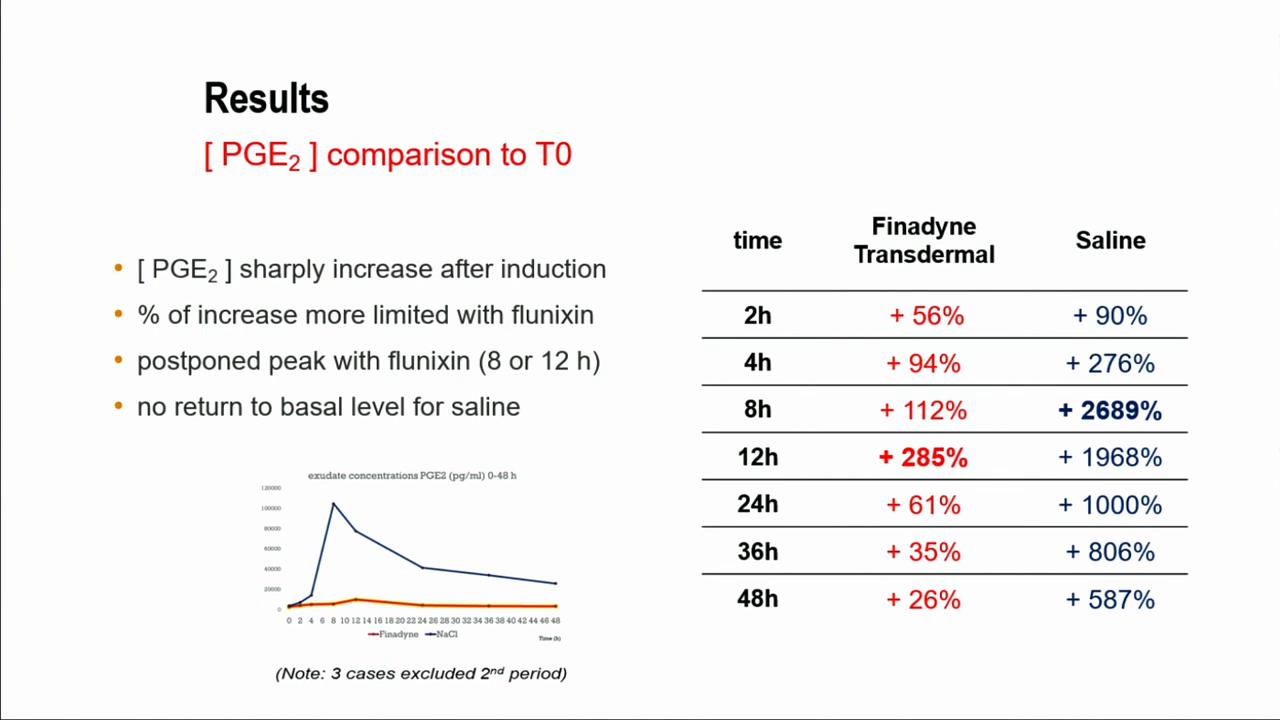 Results
[ PGE₂ ] comparison to T0
• [ PGE₂ ] sharply increase after induction
• % of increase more limited with flunixin
• postponed peak with flunixin (8 or 12 h)
• no return to basal level for saline
exudate concentrations PGE2 (pg/ml) 0-48 h
120000
100000
80000
60000
40000
20000
0
0 2 4 6 8 10 12 14 16 18 20 22 24 26 28 30 32 34 36 38 40 42 44 46 48
Finadyne NaCl
Time (h)
(Note: 3 cases excluded 2ⁿᵈ period)
time Finadyne Transdermal Saline
2h + 56% + 90%
4h + 94% + 276%
8h + 112% + 2689%
12h + 285% + 1968%
24h + 61% + 1000%
36h + 35% + 806%
48h + 26% + 587%